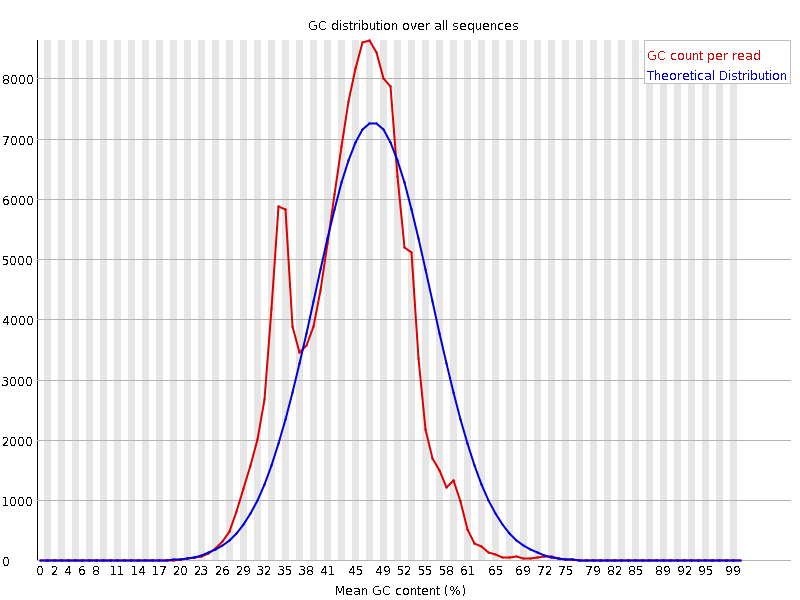 GC distribution over all sequences
GC count per read
Theoretical Distribution
8000
7000
6000
5000
4000
3000
2000
1000
0
0 2 4 6 8 11 14 17 20 23 26 29 32 35 38 41 45 49 52 55 58 61 65 69 72 75 79 82 85 89 92 95 99
Mean GC content (%)